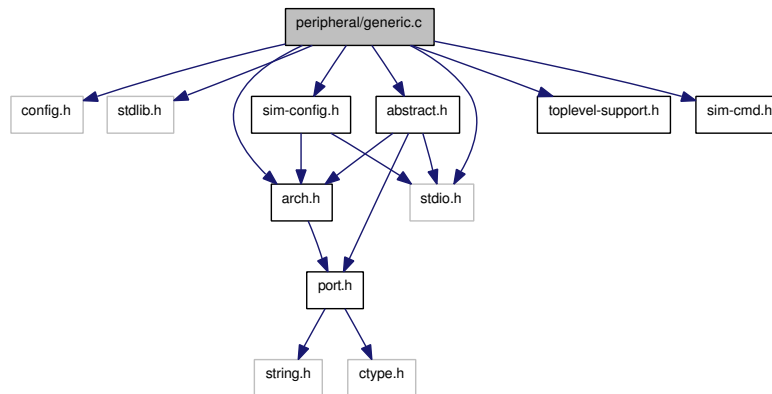 peripheral/generic.c
config.h
stdlib.h
sim-config.h
abstract.h
toplevel-support.h
sim-cmd.h
arch.h
stdio.h
port.h
string.h
ctype.h